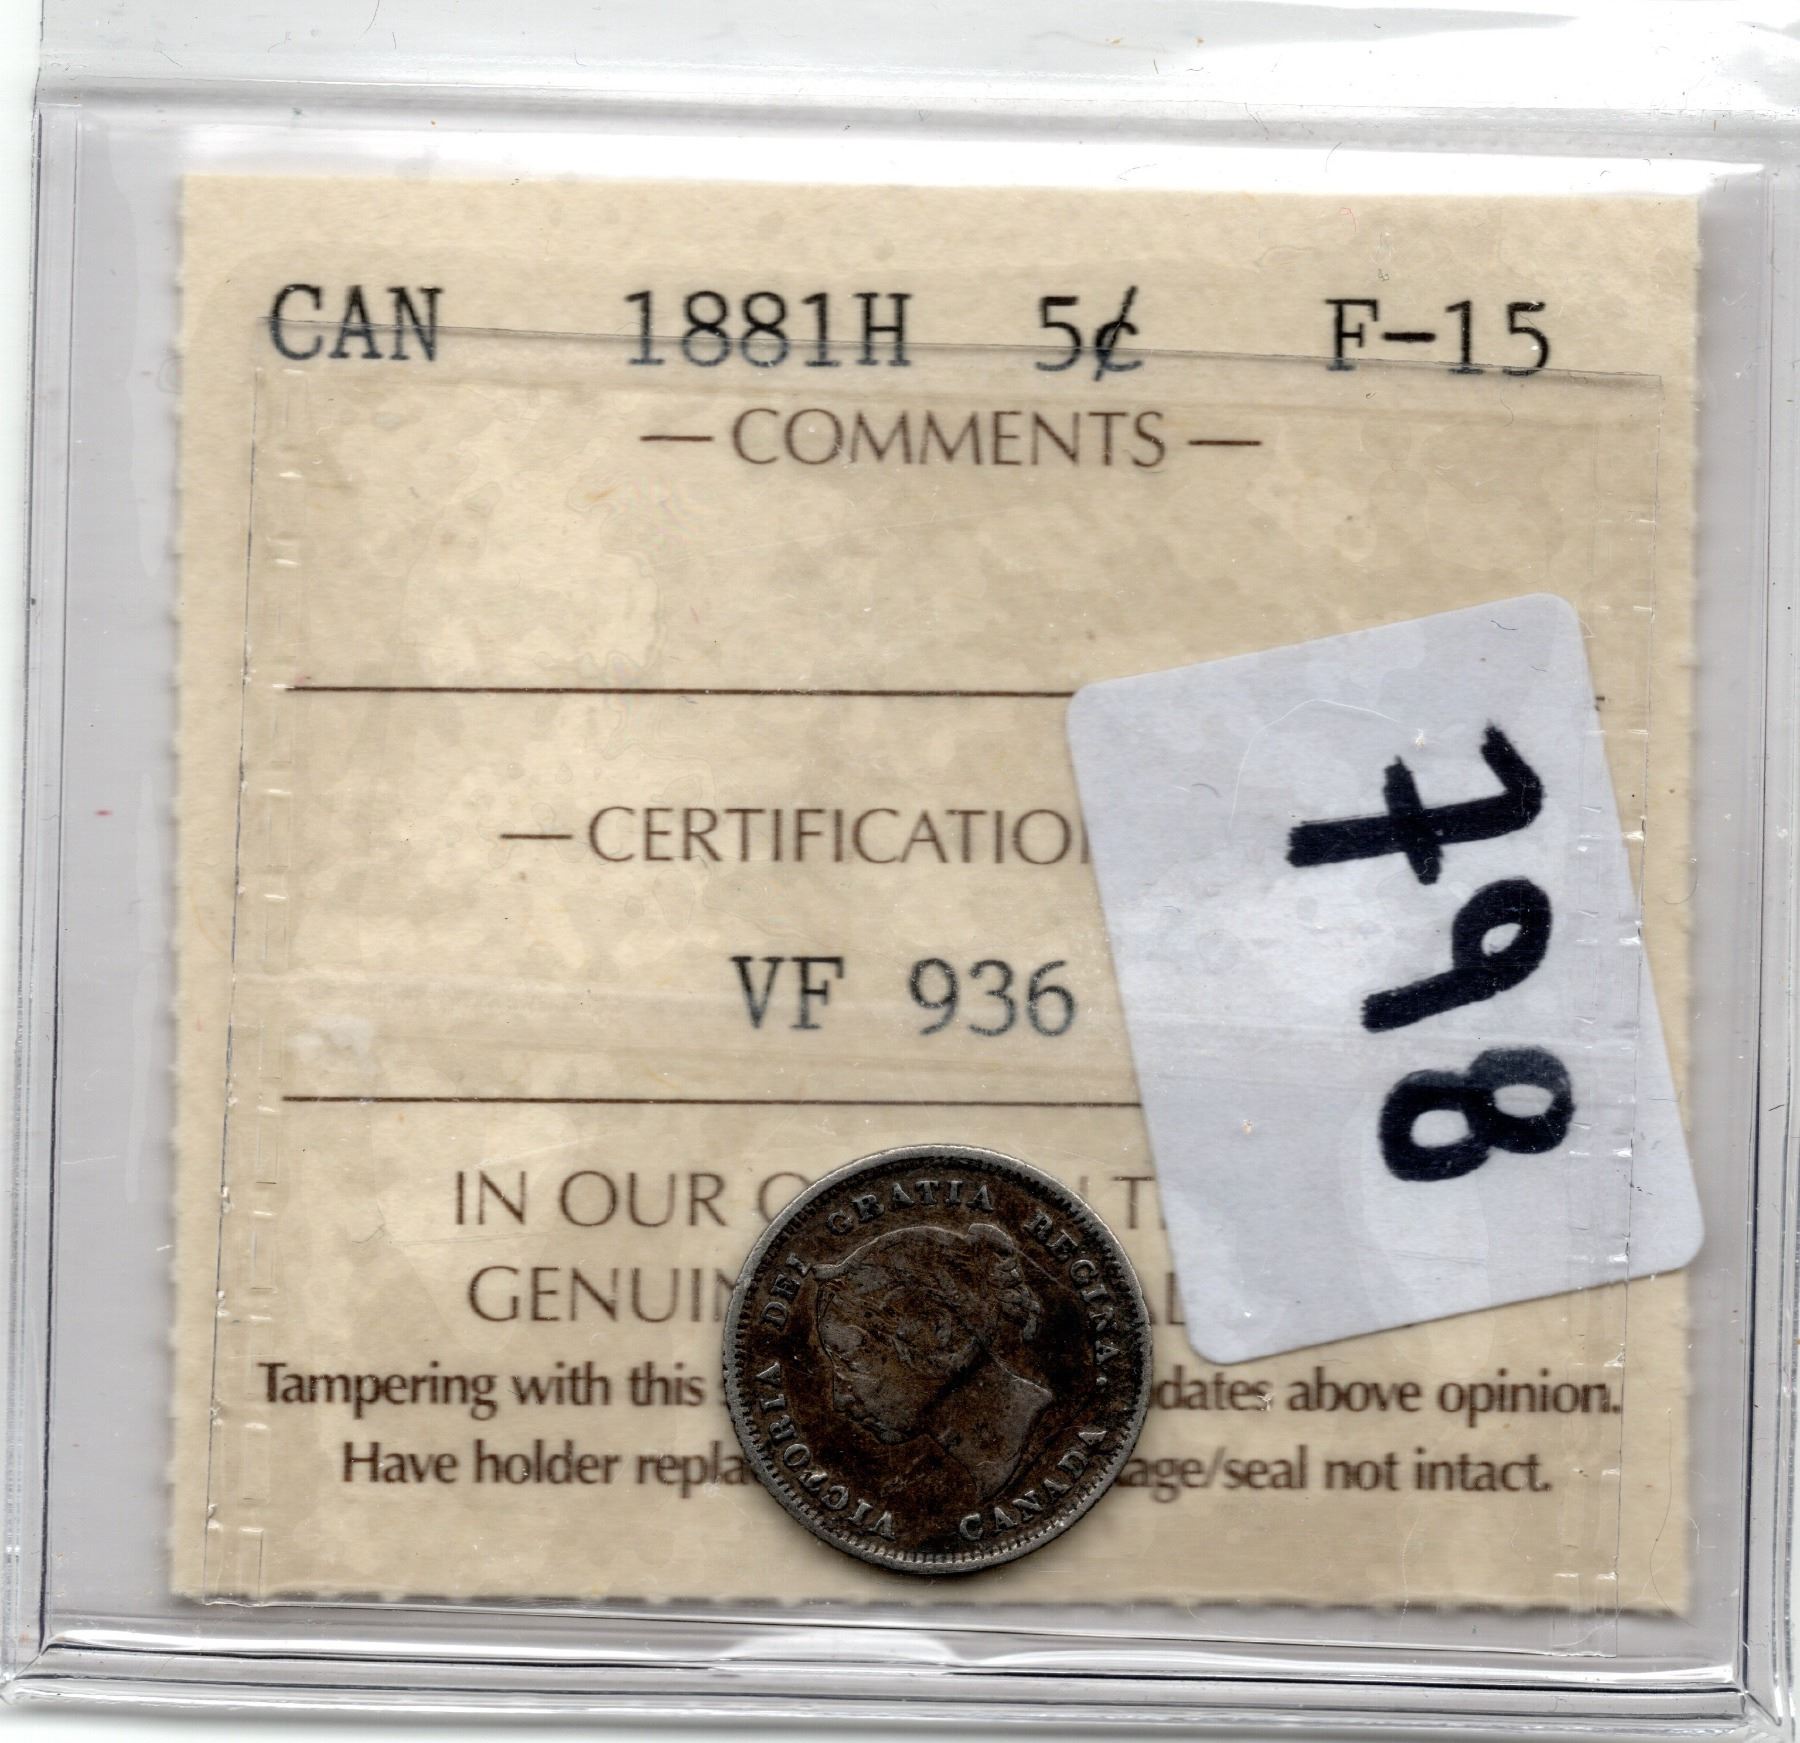 CAN 1881H 5¢ F-15
— COMMENTS —
— CERTIFICATIO
VF 936
798
IN OUR O N T
GENUIN AL
Tampering with this dates above opinion.
Have holder repla age/seal not intact.
VICTORIA DEI GRATIA REGINA.
CANADA